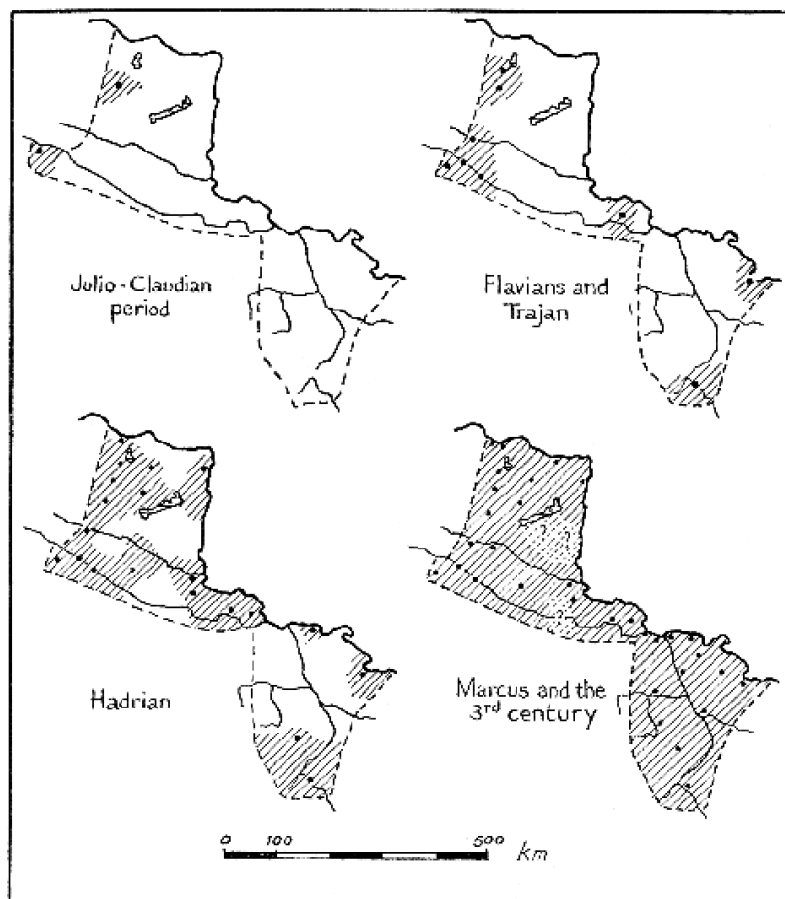 Julio-Claudian
period
Flavians and
Trajan
Hadrian
Marcus and the
3rd century
? ?
0 100 500 km